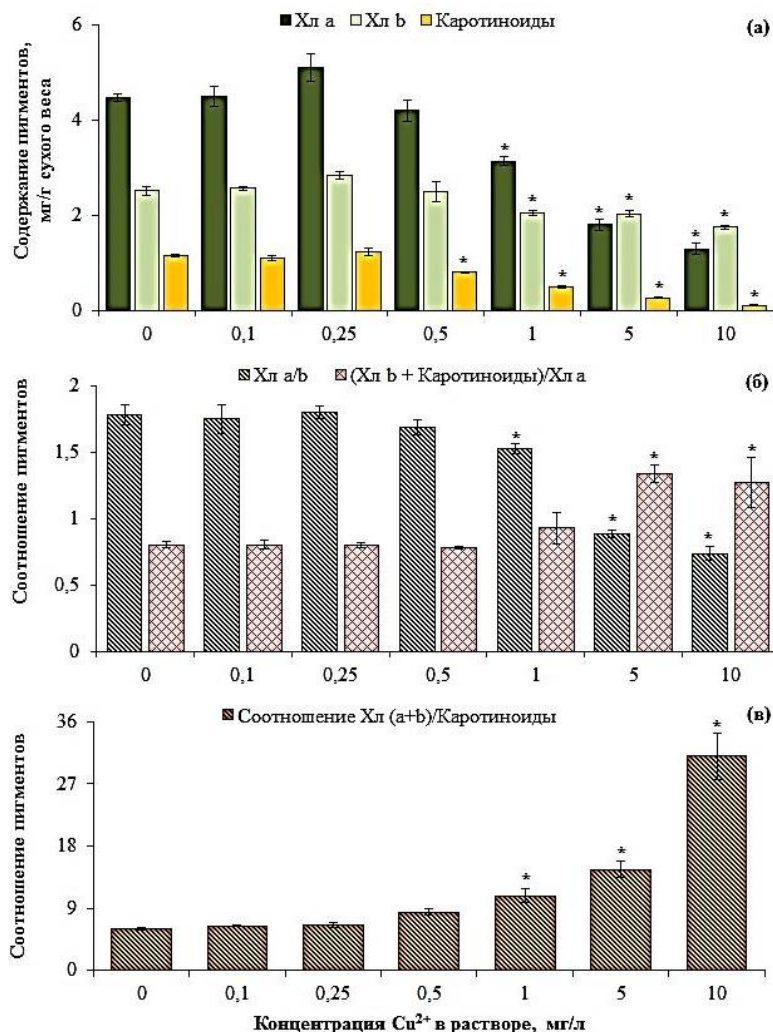 Хл а Хл b Каротиноиды (а)
Содержание пигментов,
мг/г сухого веса
6
4
2
0
* * * * * * * * * *
0 0,1 0,25 0,5 1 5 10
Хл a/b (Хл b + Каротиноиды)/Хл а (б)
Соотношение пигментов
2
1,5
1
0,5
0
* * * * *
0 0,1 0,25 0,5 1 5 10
Соотношение Хл (a+b)/Каротиноиды (в)
Соотношение пигментов
36
27
18
9
0
* * *
0 0,1 0,25 0,5 1 5 10
Концентрация Cu²⁺ в растворе, мг/л